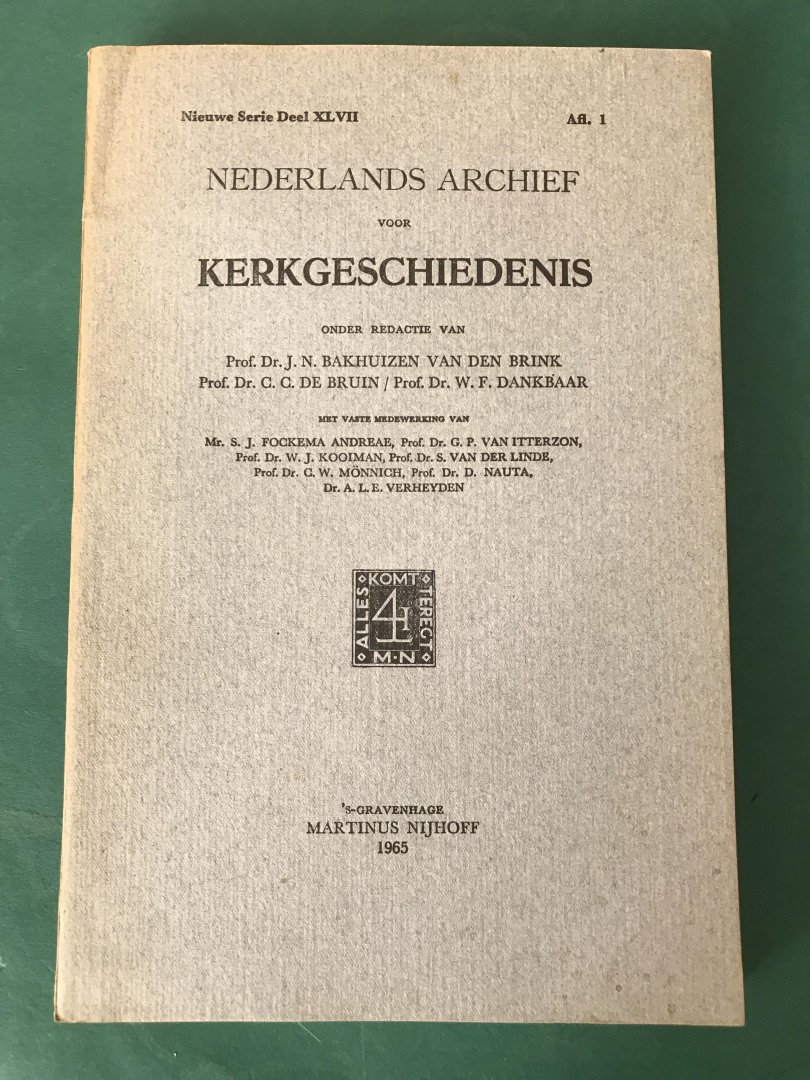 Nieuwe Serie Deel XLVII Afl. 1
NEDERLANDS ARCHIEF
VOOR
KERKGESCHIEDENIS
ONDER REDACTIE VAN
Prof. Dr. J. N. BAKHUIZEN VAN DEN BRINK
Prof. Dr. C. C. DE BRUIN / Prof. Dr. W. F. DANKBAAR
MET VASTE MEDEWERKING VAN
Mr. S. J. FOCKEMA ANDREAE, Prof. Dr. G. P. VAN ITTERZON,
Prof. Dr. W. J. KOOIMAN, Prof. Dr. S. VAN DER LINDE,
Prof. Dr. C. W. MÖNNICH, Prof. Dr. D. NAUTA,
Dr. A. L. E. VERHEYDEN
ALLES
KOMT
TERECT
M·N
's-GRAVENHAGE
MARTINUS NIJHOFF
1965